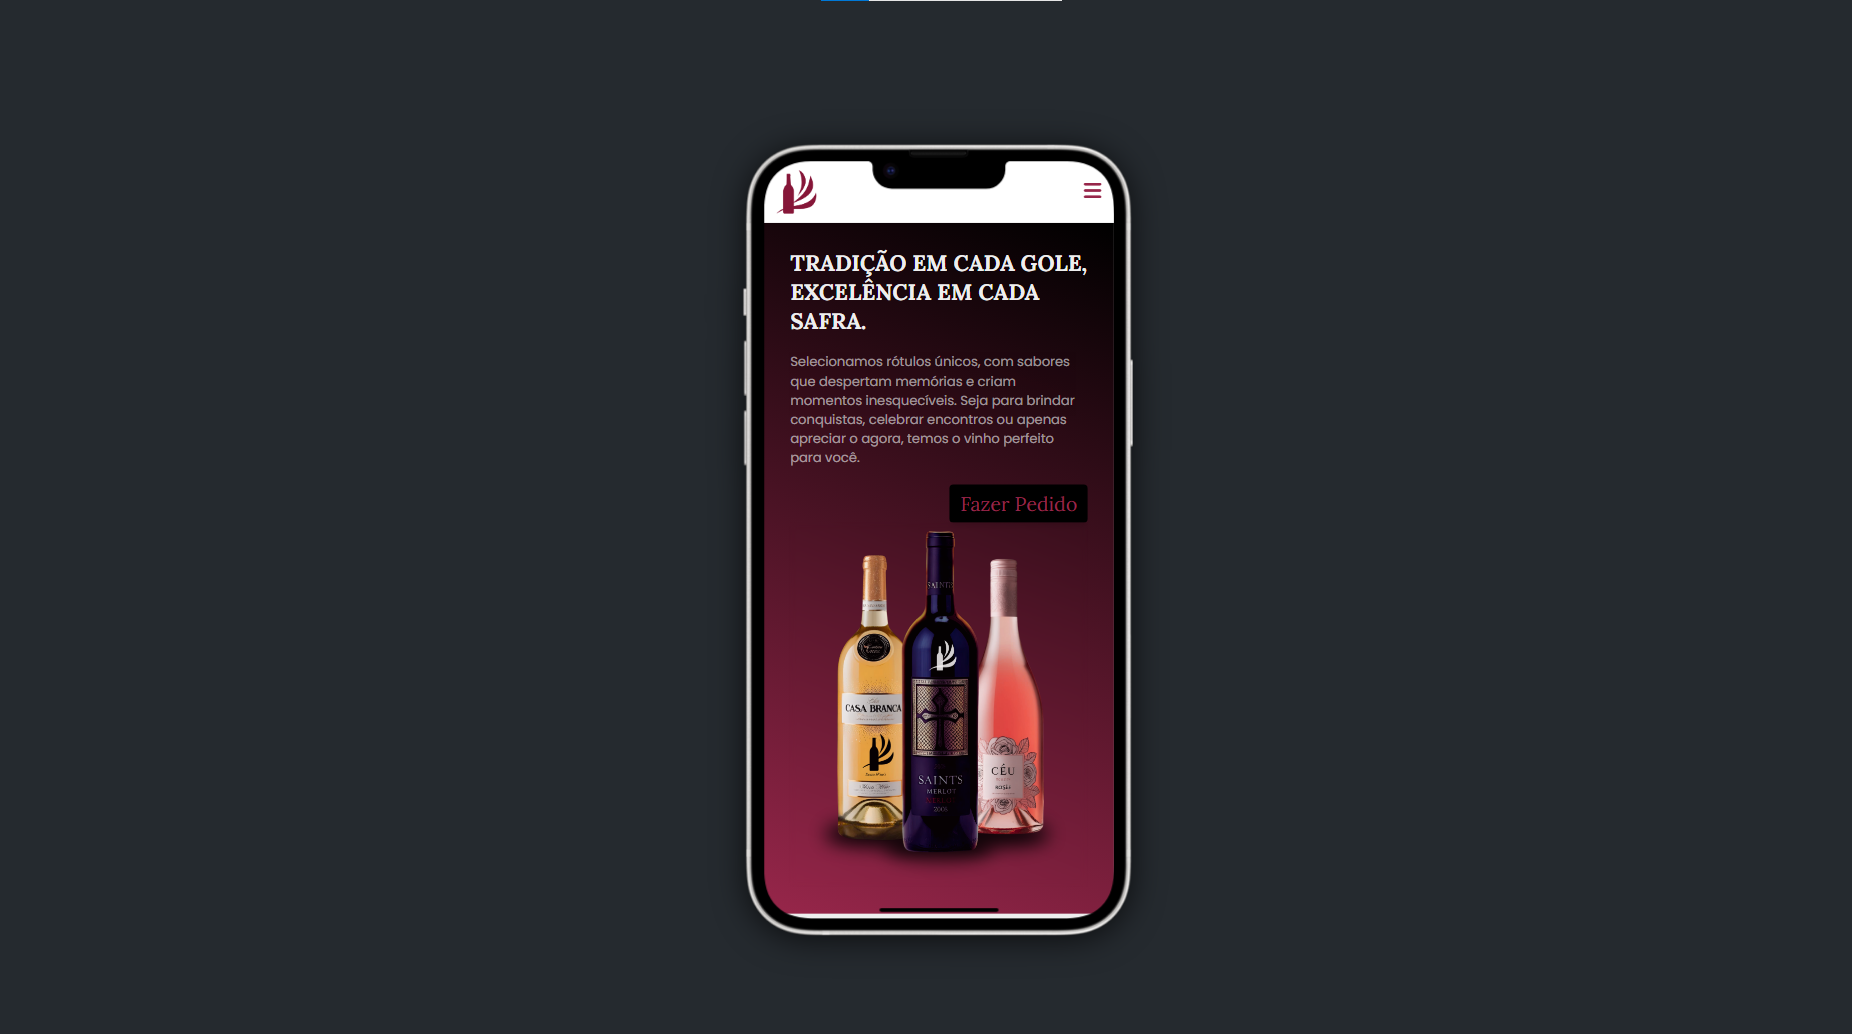 TRADIÇÃO EM CADA GOLE,
EXCELÊNCIA EM CADA
SAFRA.
Selecionamos rótulos únicos, com sabores
que despertam memórias e criam
momentos inesquecíveis. Seja para brindar
conquistas, celebrar encontros ou apenas
apreciar o agora, temos o vinho perfeito
para você.
Fazer Pedido
SAINTS
CASA BRANCA
SAINTS
MERLOT
CÉU